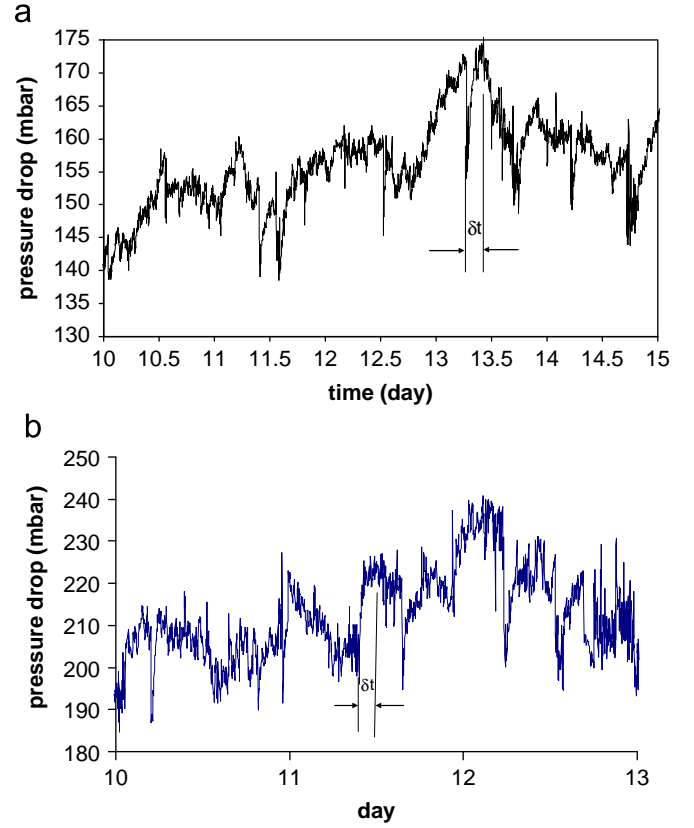 a
175
170
165
160
155
150
145
140
135
130
pressure drop (mbar)
δt
10 10.5 11 11.5 12 12.5 13 13.5 14 14.5 15
time (day)
b
250
240
230
220
210
200
190
180
pressure drop (mbar)
δt
10 11 12 13
day